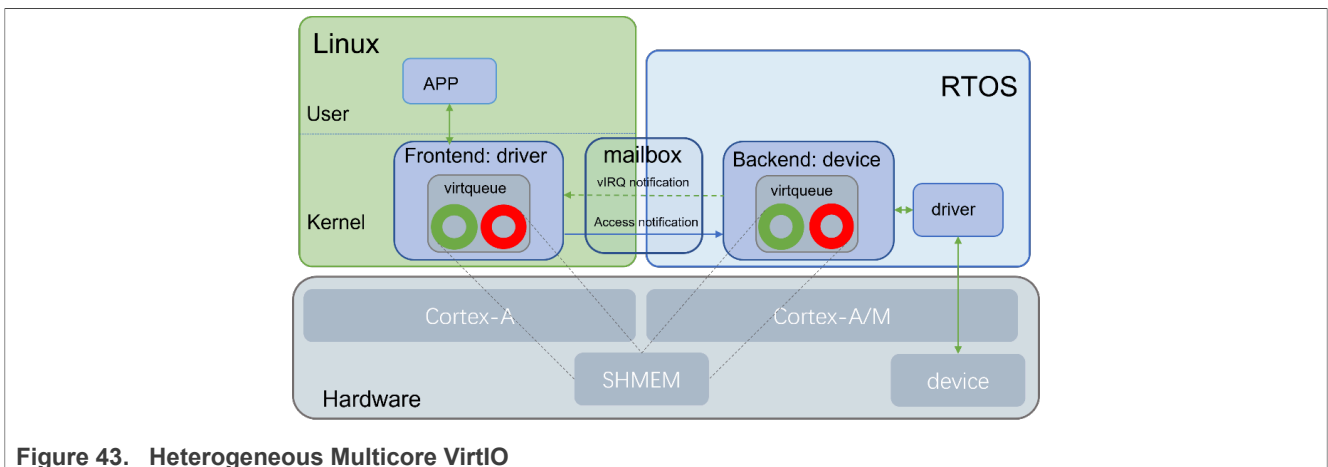 Linux
APP
User
RTOS
Frontend: driver
mailbox
Backend: device
vIRQ notification
virtqueue
virtqueue
driver
Kernel
Access notification
Cortex-A
Cortex-A/M
SHMEM
device
Hardware
Figure 43. Heterogeneous Multicore VirtIO